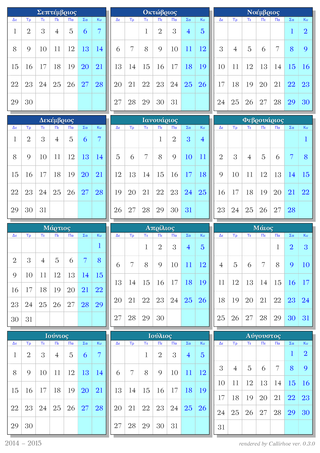 Σεπτέμβριος
Δε Τρ Τε Πε Πα Σα Κυ
1 2 3 4 5 6 7
8 9 10 11 12 13 14
15 16 17 18 19 20 21
22 23 24 25 26 27 28
29 30
Οκτώβριος
Δε Τρ Τε Πε Πα Σα Κυ
1 2 3 4 5
6 7 8 9 10 11 12
13 14 15 16 17 18 19
20 21 22 23 24 25 26
27 28 29 30 31
Νοέμβριος
Δε Τρ Τε Πε Πα Σα Κυ
1 2
3 4 5 6 7 8 9
10 11 12 13 14 15 16
17 18 19 20 21 22 23
24 25 26 27 28 29 30
Δεκέμβριος
Δε Τρ Τε Πε Πα Σα Κυ
1 2 3 4 5 6 7
8 9 10 11 12 13 14
15 16 17 18 19 20 21
22 23 24 25 26 27 28
29 30 31
Ιανουάριος
Δε Τρ Τε Πε Πα Σα Κυ
1 2 3 4
5 6 7 8 9 10 11
12 13 14 15 16 17 18
19 20 21 22 23 24 25
26 27 28 29 30 31
Φεβρουάριος
Δε Τρ Τε Πε Πα Σα Κυ
1
2 3 4 5 6 7 8
9 10 11 12 13 14 15
16 17 18 19 20 21 22
23 24 25 26 27 28
Μάρτιος
Δε Τρ Τε Πε Πα Σα Κυ
1
2 3 4 5 6 7 8
9 10 11 12 13 14 15
16 17 18 19 20 21 22
23 24 25 26 27 28 29
30 31
Απρίλιος
Δε Τρ Τε Πε Πα Σα Κυ
1 2 3 4 5
6 7 8 9 10 11 12
13 14 15 16 17 18 19
20 21 22 23 24 25 26
27 28 29 30
Μάιος
Δε Τρ Τε Πε Πα Σα Κυ
1 2 3
4 5 6 7 8 9 10
11 12 13 14 15 16 17
18 19 20 21 22 23 24
25 26 27 28 29 30 31
Ιούνιος
Δε Τρ Τε Πε Πα Σα Κυ
1 2 3 4 5 6 7
8 9 10 11 12 13 14
15 16 17 18 19 20 21
22 23 24 25 26 27 28
29 30
Ιούλιος
Δε Τρ Τε Πε Πα Σα Κυ
1 2 3 4 5
6 7 8 9 10 11 12
13 14 15 16 17 18 19
20 21 22 23 24 25 26
27 28 29 30 31
Αύγουστος
Δε Τρ Τε Πε Πα Σα Κυ
1 2
3 4 5 6 7 8 9
10 11 12 13 14 15 16
17 18 19 20 21 22 23
24 25 26 27 28 29 30
31
2014 – 2015
rendered by Callirhoe ver. 0.3.0